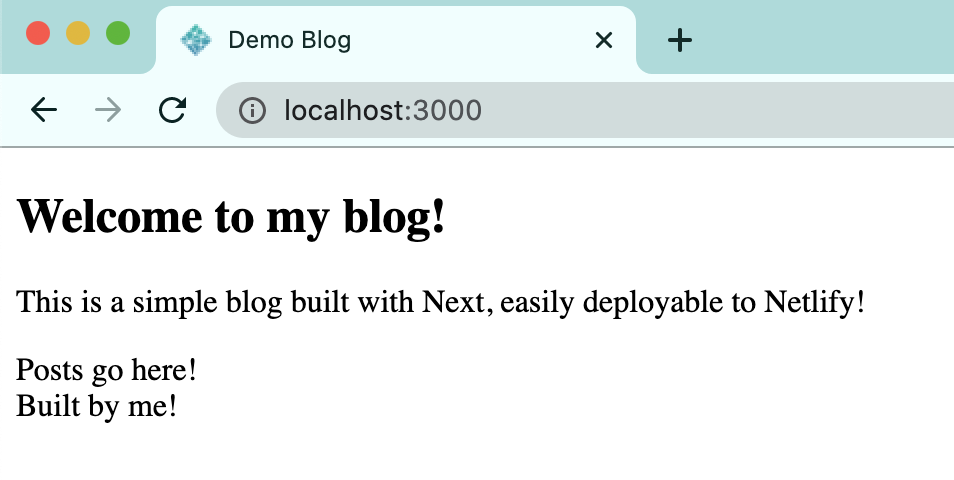 Demo Blog
localhost:3000
Welcome to my blog!
This is a simple blog built with Next, easily deployable to Netlify!
Posts go here!
Built by me!